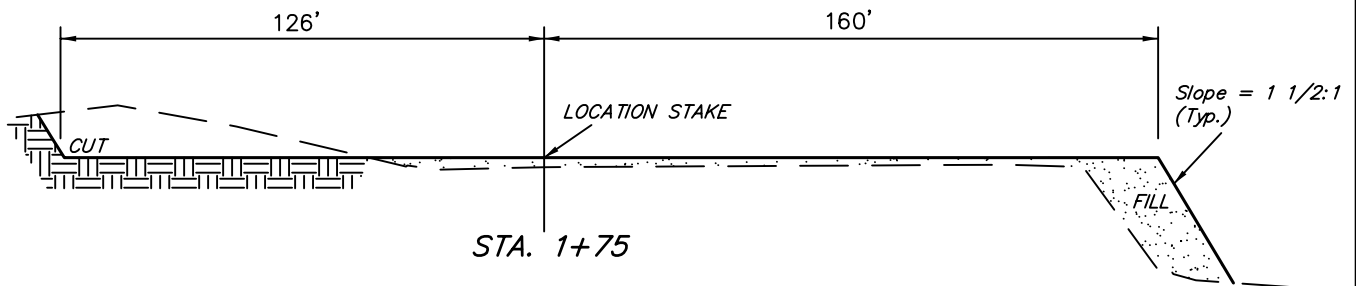 126'
160'
Slope = 1 1/2:1
(Typ.)
LOCATION STAKE
CUT
FILL
STA. 1+75